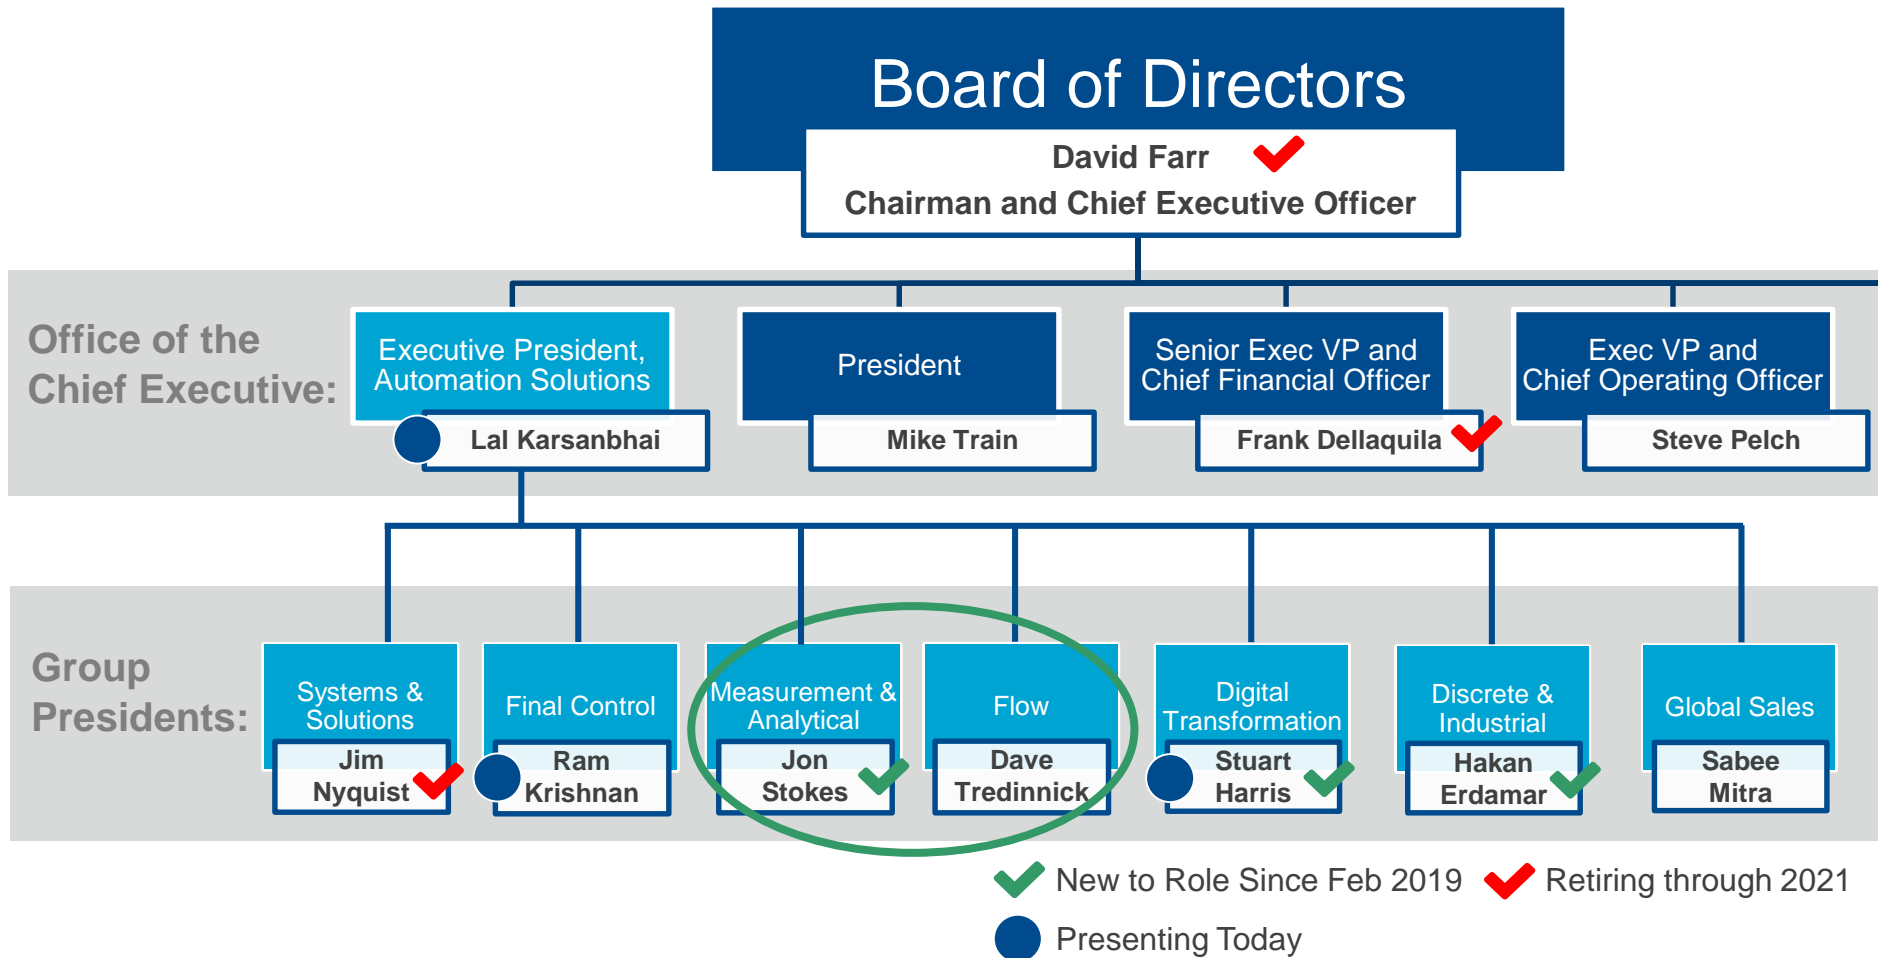 Board of Directors
David Farr
Chairman and Chief Executive Officer
Office of the
Chief Executive:
Executive President,
Automation Solutions
Lal Karsanbhai
President
Mike Train
Senior Exec VP and
Chief Financial Officer
Frank Dellaquila
Exec VP and
Chief Operating Officer
Steve Pelch
Group
Presidents:
Systems &
Solutions
Jim
Nyquist
Final Control
Ram
Krishnan
Measurement &
Analytical
Jon
Stokes
Flow
Dave
Tredinnick
Digital
Transformation
Stuart
Harris
Discrete &
Industrial
Hakan
Erdamar
Global Sales
Sabee
Mitra
New to Role Since Feb 2019
Retiring through 2021
Presenting Today